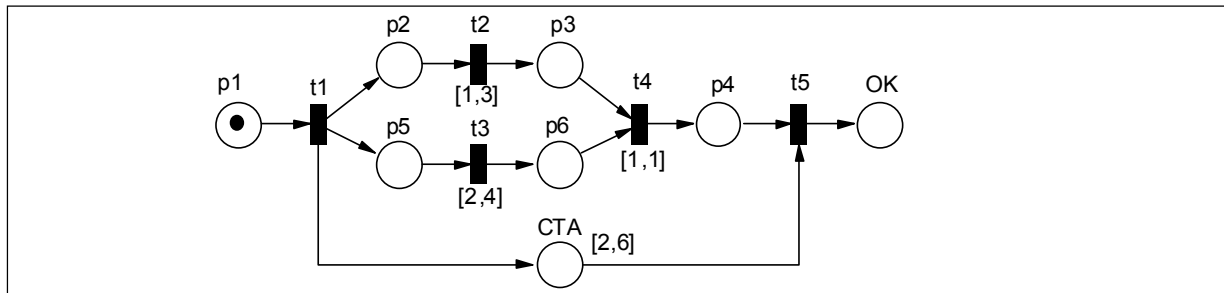 p2
t2
p3
p1
t1
t4
p4
t5
OK
[1,3]
p5
t3
p6
[1,1]
[2,4]
CTA
[2,6]